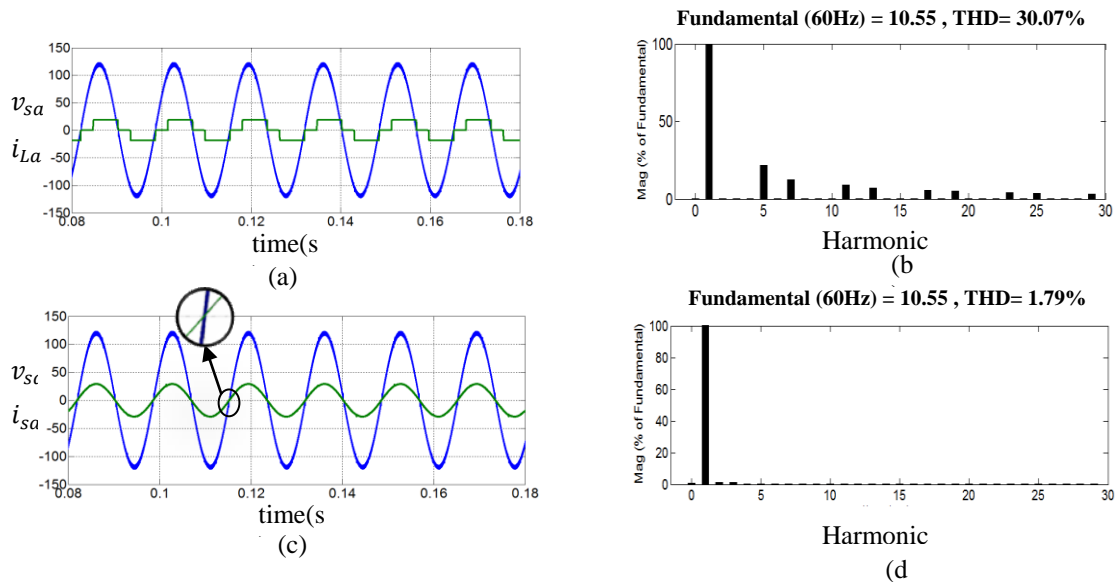 150
100
50
0
-50
-100
-150
v_sa
i_La
0.08 0.1 0.12 0.14 0.16 0.18
time(s
(a)
Fundamental (60Hz) = 10.55 , THD= 30.07%
Mag (% of Fundamental)
100
50
0
0 5 10 15 20 25 30
Harmonic
(b
150
100
50
0
-50
-100
-150
i_sa
0.08 0.1 0.12 0.14 0.16 0.18
time(s
(c)
Fundamental (60Hz) = 10.55 , THD= 1.79%
Mag (% of Fundamental)
100
80
60
40
20
0
0 5 10 15 20 25 30
Harmonic
(d